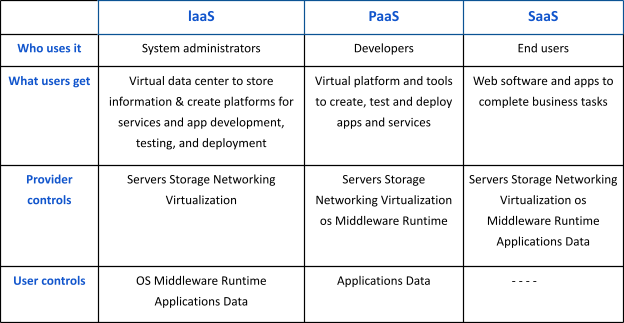 IaaS PaaS SaaS
Who uses it System administrators Developers End users
What users get Virtual data center to store Virtual platform and tools Web software and apps to
information & create platforms for to create, test and deploy complete business tasks
services and app development, apps and services
testing, and deployment
Provider Servers Storage Networking Servers Storage Servers Storage Networking
controls Virtualization Networking Virtualization Virtualization os
os Middleware Runtime Middleware Runtime
Applications Data
User controls OS Middleware Runtime Applications Data - - - -
Applications Data